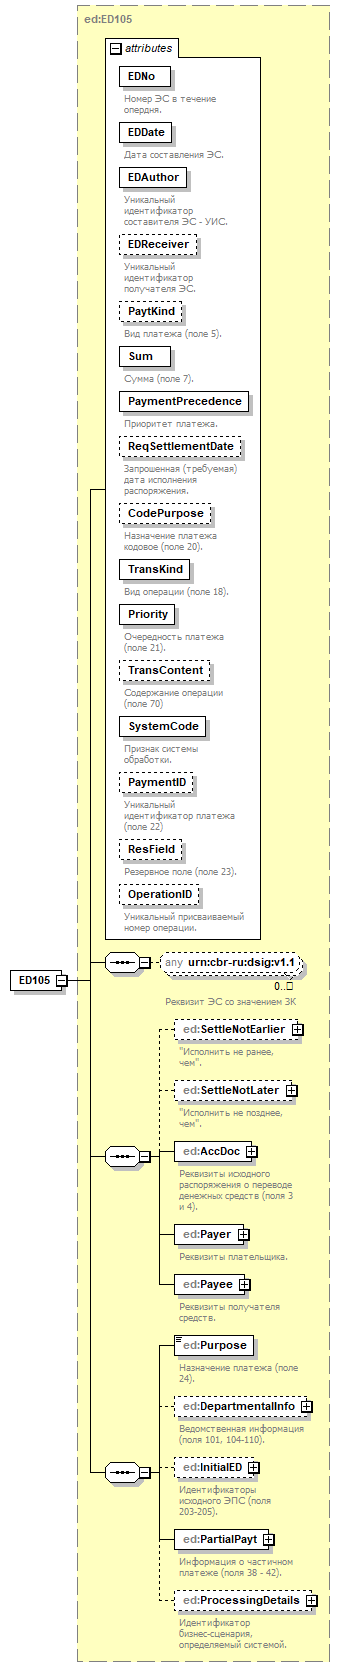 ed:ED105
attributes
EDNo
Номер ЭС в течение
опердня.
EDDate
Дата составления ЭС.
EDAuthor
Уникальный
идентификатор
составителя ЭС - УИС.
EDReceiver
Уникальный
идентификатор
получателя ЭС.
PaytKind
Вид платежа (поле 5).
Sum
Сумма (поле 7).
PaymentPrecedence
Приоритет платежа.
ReqSettlementDate
Запрошенная (требуемая)
дата исполнения
распоряжения.
CodePurpose
Назначение платежа
кодовое (поле 20).
TransKind
Вид операции (поле 18).
Priority
Очередность платежа
(поле 21).
TransContent
Содержание операции
(поле 70)
SystemCode
Признак системы
обработки.
PaymentID
Уникальный
идентификатор платежа
(поле 22)
ResField
Резервное поле (поле 23).
OperationID
Уникальный присваиваемый
номер операции.
any urn:cbr-ru:dsig:v1.1
0..
Реквизит ЭС со значением ЗК
ED105
ed:SettleNotEarlier
"Исполнить не ранее,
чем".
ed:SettleNotLater
"Исполнить не позднее,
чем".
ed:AccDoc
Реквизиты исходного
распоряжения о переводе
денежных средств (поля 3
и 4).
ed:Payer
Реквизиты плательщика.
ed:Payee
Реквизиты получателя
средств.
ed:Purpose
Назначение платежа (поле
24).
ed:DepartmentalInfo
Ведомственная информация
(поля 101, 104-110).
ed:InitialED
Идентификаторы
исходного ЭПС (поля
203-205).
ed:PartialPayt
Информация о частичном
платеже (поля 38 - 42).
ed:ProcessingDetails
Идентификатор
бизнес-сценария,
определяемый системой.